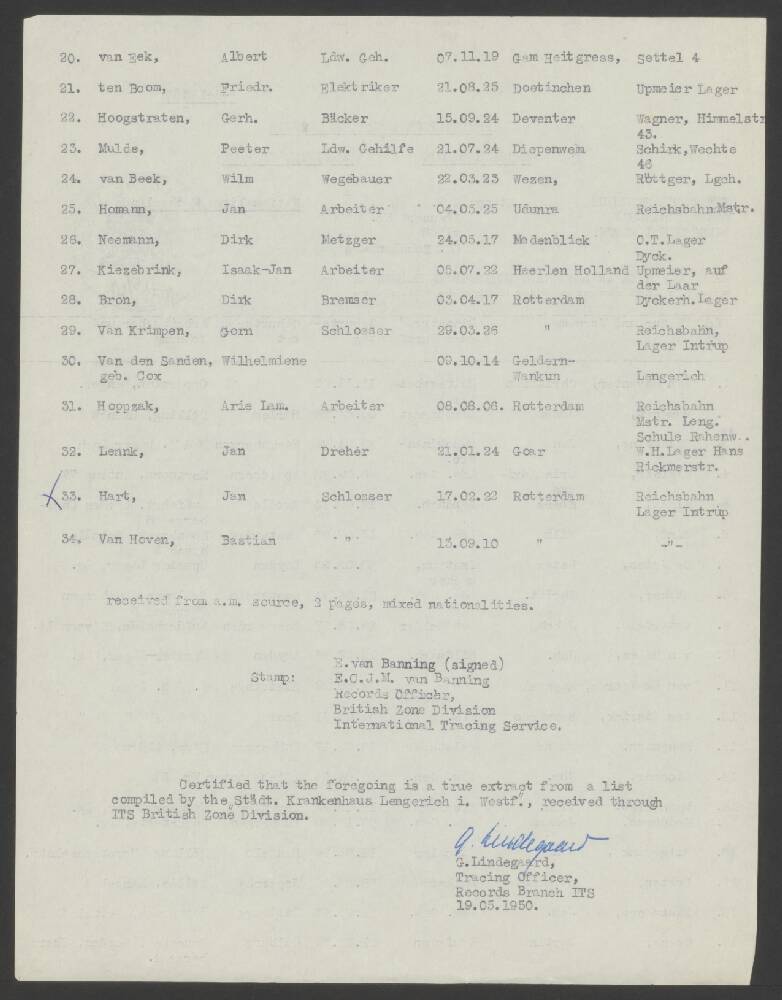 20. van Eek, Albert Ldw. Geh. 07.11.19 Gam Heitgress, Settel 4
21. ten Boom, Friedr. Elektriker 21.08.25 Doetinchen Upmeier Lager
22. Hoogstraten, Gerh. Bäcker 15.09.24 Deventer Wagner, Himmelstr
43.
23. Mulde, Peeter Ldw. Gehilfe 21.07.24 Diepenwem Schirk, Wechte
46
24. van Beek, Wilm Wegebauer 22.03.23 Wezen, Röttger, Lgch.
25. Homann, Jan Arbeiter 04.05.25 Udunra Reichsbahn Mstr.
26. Neemann, Dirk Metzger 24.05.17 Medenblick O.T.Lager
Dyck.
27. Kiezebrink, Isaak-Jan Arbeiter 05.07.22 Haerlen Holland Upmeier, auf
der Laar
28. Bron, Dirk Bremser 03.04.17 Rotterdam Dyckerh.Lager
29. Van Krimpen, gorn Schlosser 29.03.26 " Reichsbahn,
Lager Intrup
30. Van den Sanden, Wilhelmiene 09.10.14 Geldern-
geb. Cox Wankun Lengerich
31. Hoppzak, Arie Lam. Arbeiter 08.08.06. Rotterdam Reichsbahn
Mstr. Leng.
Schule Rahenw..
32. Lennk, Jan Dreher 21.01.24 Goar W.H.Lager Hans
Rickmerstr.
33. Hart, Jan Schlosser 17.02.22 Rotterdam Reichsbahn
Lager Intrup
34. Van Hoven, Bastian " 13.09.10 " -"-
received from a.m. source, 2 pages, mixed nationalities.
E.van Banning (signed)
Stamp: E.C.J.M. van Banning
Records Officer,
British Zone Division
International Tracing Service.
Certified that the foregoing is a true extract from a list
compiled by the "Städt. Krankenhaus Lengerich i. Westf.", received through
ITS British Zone Division.
G. Lindegaard
G.Lindegaard,
Tracing Officer,
Records Branch ITS
19.05.1950.